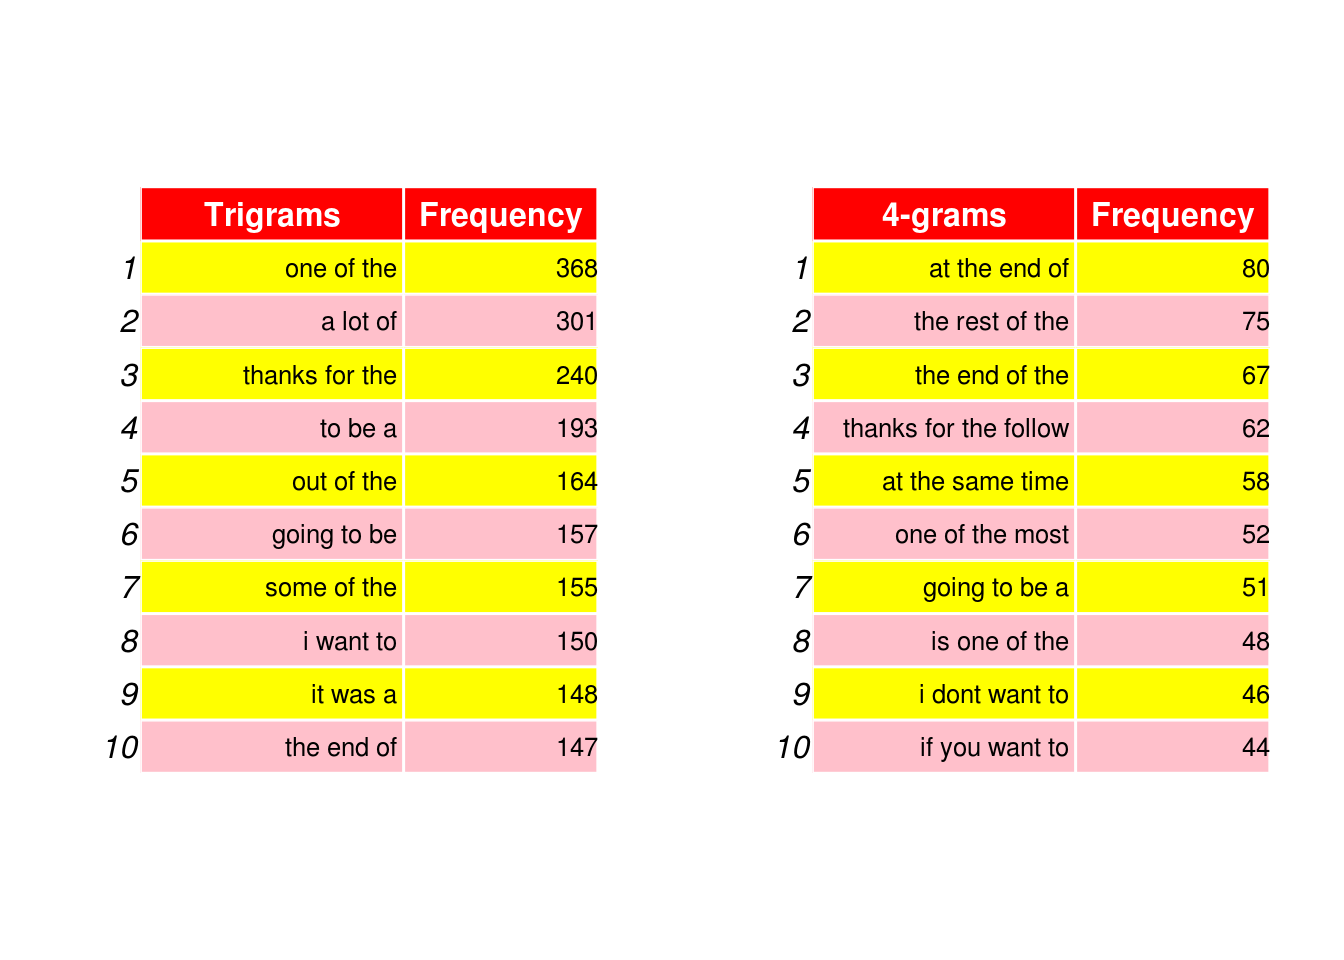 Trigrams Frequency
1 one of the 368
2 a lot of 301
3 thanks for the 240
4 to be a 193
5 out of the 164
6 going to be 157
7 some of the 155
8 i want to 150
9 it was a 148
10 the end of 147
4-grams Frequency
1 at the end of 80
2 the rest of the 75
3 the end of the 67
4 thanks for the follow 62
5 at the same time 58
6 one of the most 52
7 going to be a 51
8 is one of the 48
9 i dont want to 46
10 if you want to 44